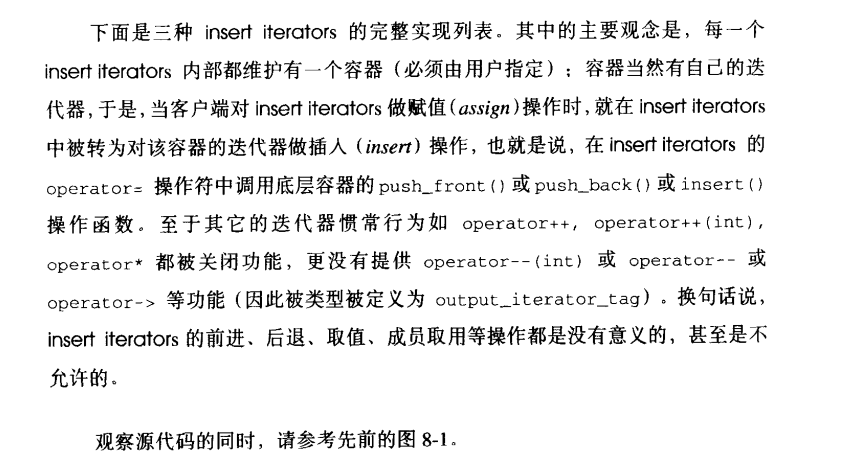 下面是三种 insert iterators 的完整实现列表。其中的主要观念是，每一个
insert iterators 内部都维护有一个容器（必须由用户指定）；容器当然有自己的迭
代器，于是，当客户端对 insert iterators 做赋值（assign）操作时，就在 insert iterators
中被转为对该容器的迭代器做插入（insert）操作，也就是说，在 insert iterators 的
operator= 操作符中调用底层容器的 push_front() 或 push_back() 或 insert()
操作函数。至于其它的迭代器惯常行为如 operator++, operator++(int),
operator* 都被关闭功能，更没有提供 operator--(int) 或 operator-- 或
operator-> 等功能（因此被类型被定义为 output_iterator_tag）。换句话说，
insert iterators 的前进、后退、取值、成员取用等操作都是没有意义的，甚至是不
允许的。
观察源代码的同时，请参考先前的图 8-1。